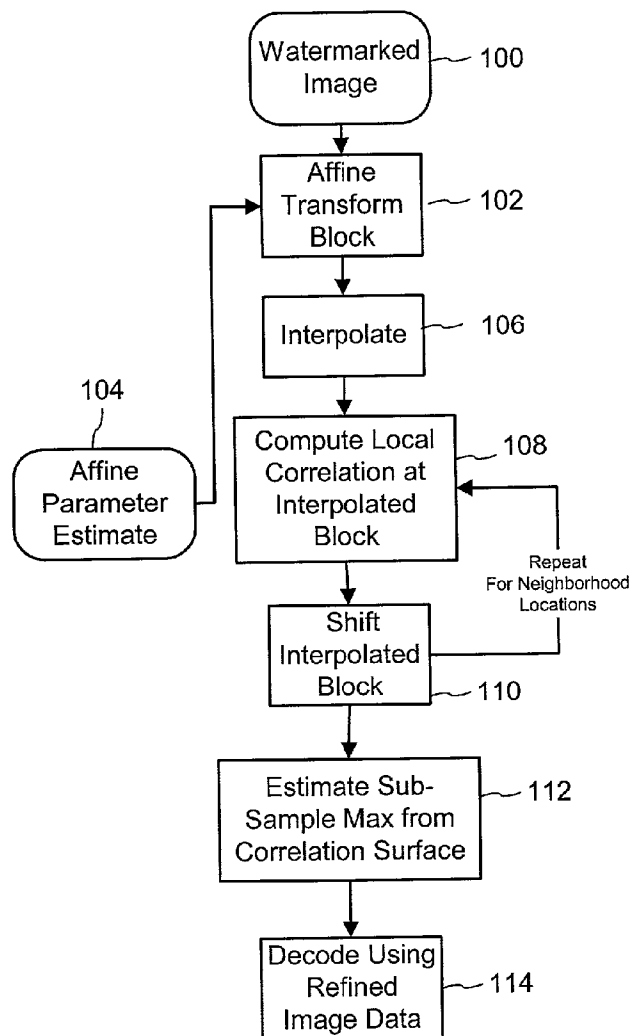 Watermarked
Image
100
Affine
Transform
Block
102
Interpolate
106
104
Affine
Parameter
Estimate
Compute Local
Correlation at
Interpolated
Block
108
Repeat
For Neighborhood
Locations
Shift
Interpolated
Block
110
Estimate Sub-
Sample Max from
Correlation Surface
112
Decode Using
Refined
Image Data
114